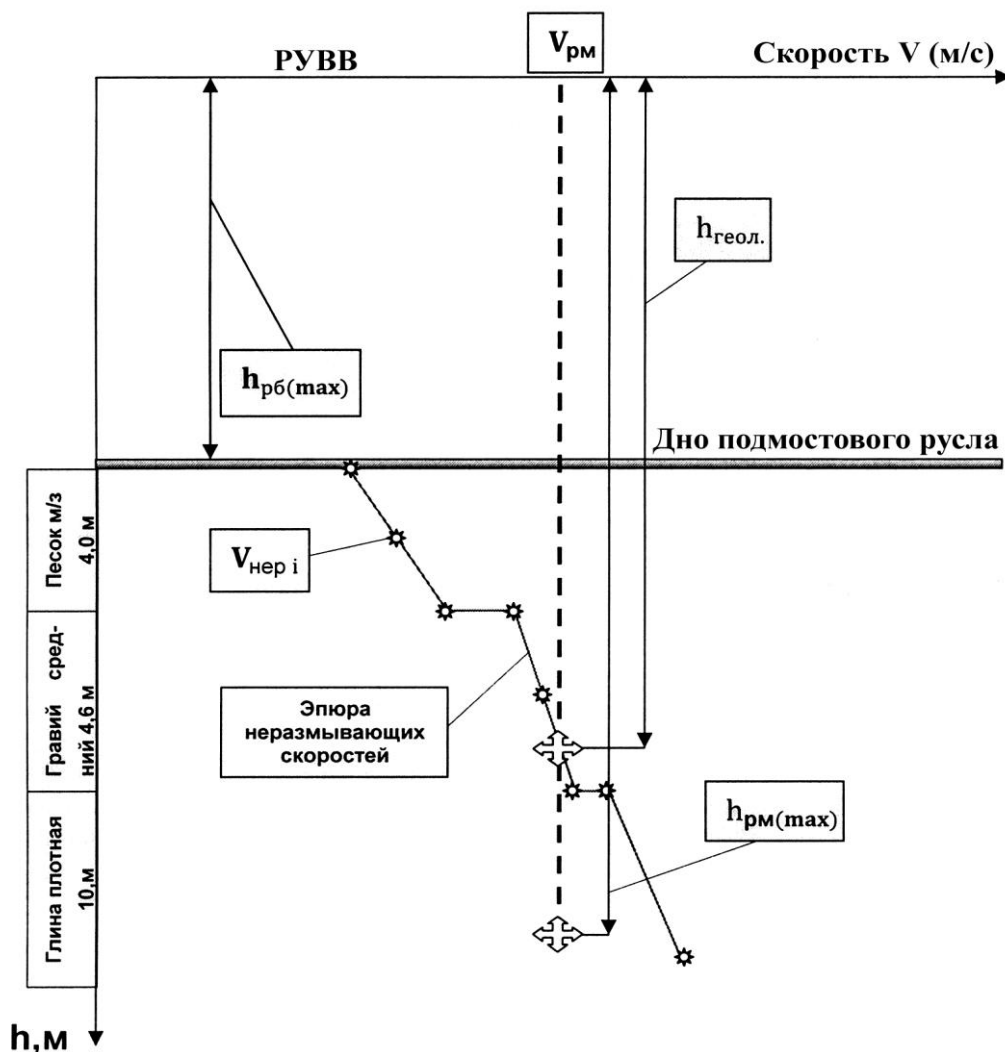 Vрм
РУВВ
Скорость V (м/с)
hгеол.
hрб(max)
Дно подмостового русла
Песок м/з
4,0 м
Vнер i
Гравий сред-
ний 4,6 м
Эпюра
неразмывающих
скоростей
hрм(max)
Глина плотная
10,м
h,м